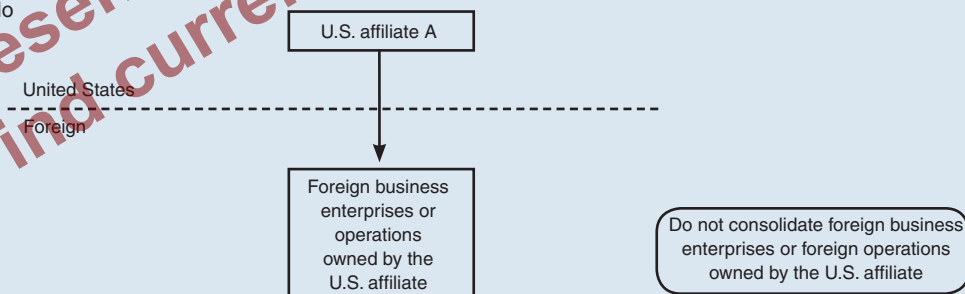 U.S. affiliate A
United States
Foreign
Foreign business
enterprises or
operations
owned by the
U.S. affiliate
Do not consolidate foreign business
enterprises or foreign operations
owned by the U.S. affiliate